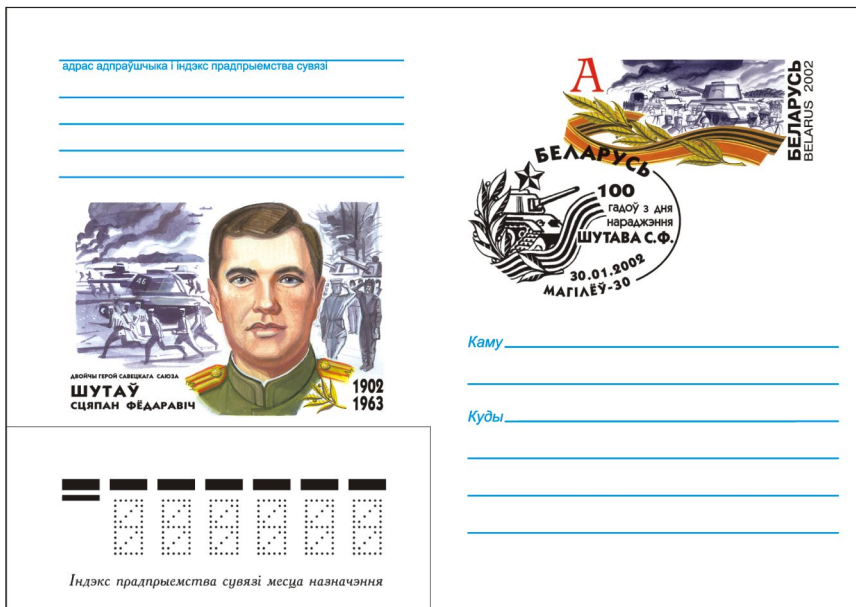 адрас адпраўшчыка і індэкс прадпрыемства сувязі
А
БЕЛАРУСЬ
BELARUS 2002
БЕЛАРУСЬ
100
гадоў з дня
нараджэння
ШУТАВА С.Ф.
30.01.2002
МАГІЛЁЎ-30
46
ДВОЙЧЫ ГЕРОЙ САВЕЦКАГА САЮЗА
ШУТАЎ
СЦЯПАН ФЁДАРАВІЧ
1902
1963
Каму
Куды
Індэкс прадпрыемства сувязі месца назначэння